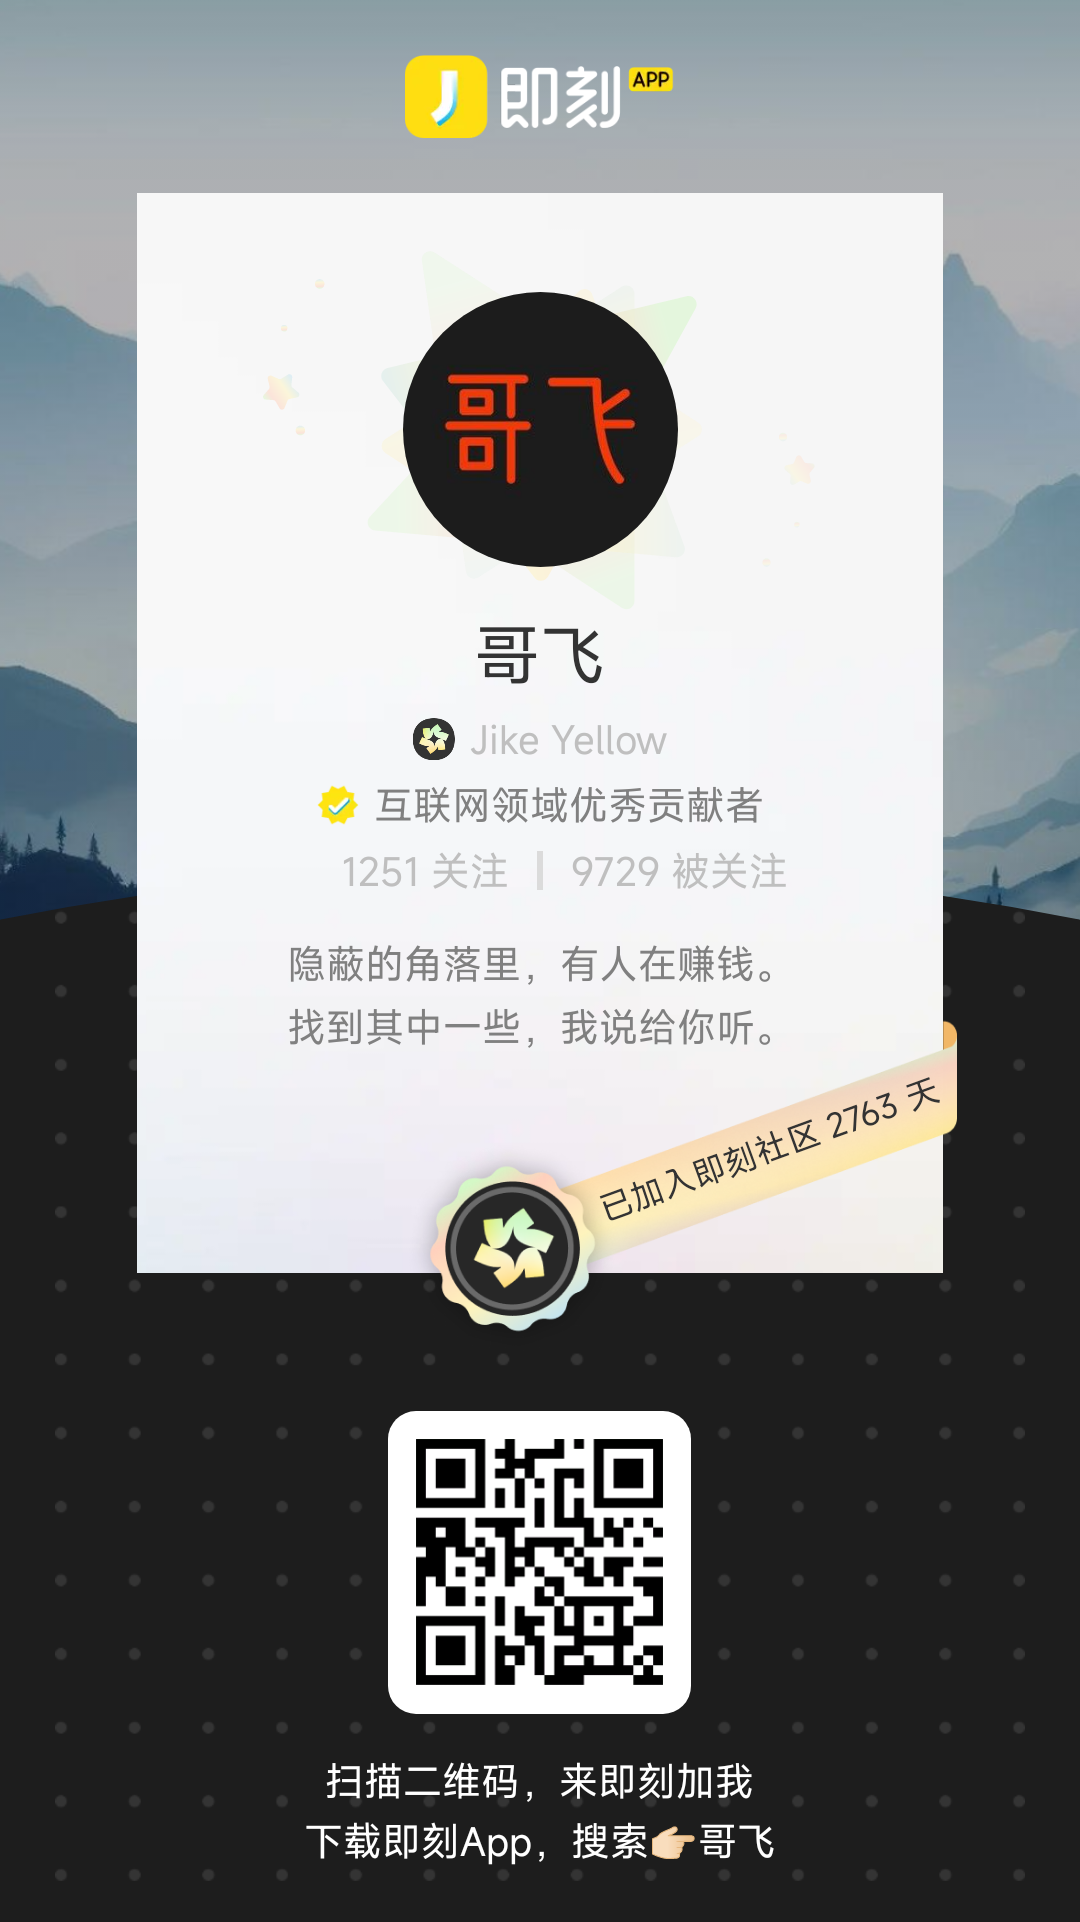 即刻APP
哥飞
哥飞
Jike Yellow
互联网领域优秀贡献者
1251 关注 | 9729 被关注
隐蔽的角落里，有人在赚钱。
找到其中一些，我说给你听。
已加入即刻社区 2763 天
扫描二维码，来即刻加我
下载即刻App，搜索👉🏻哥飞